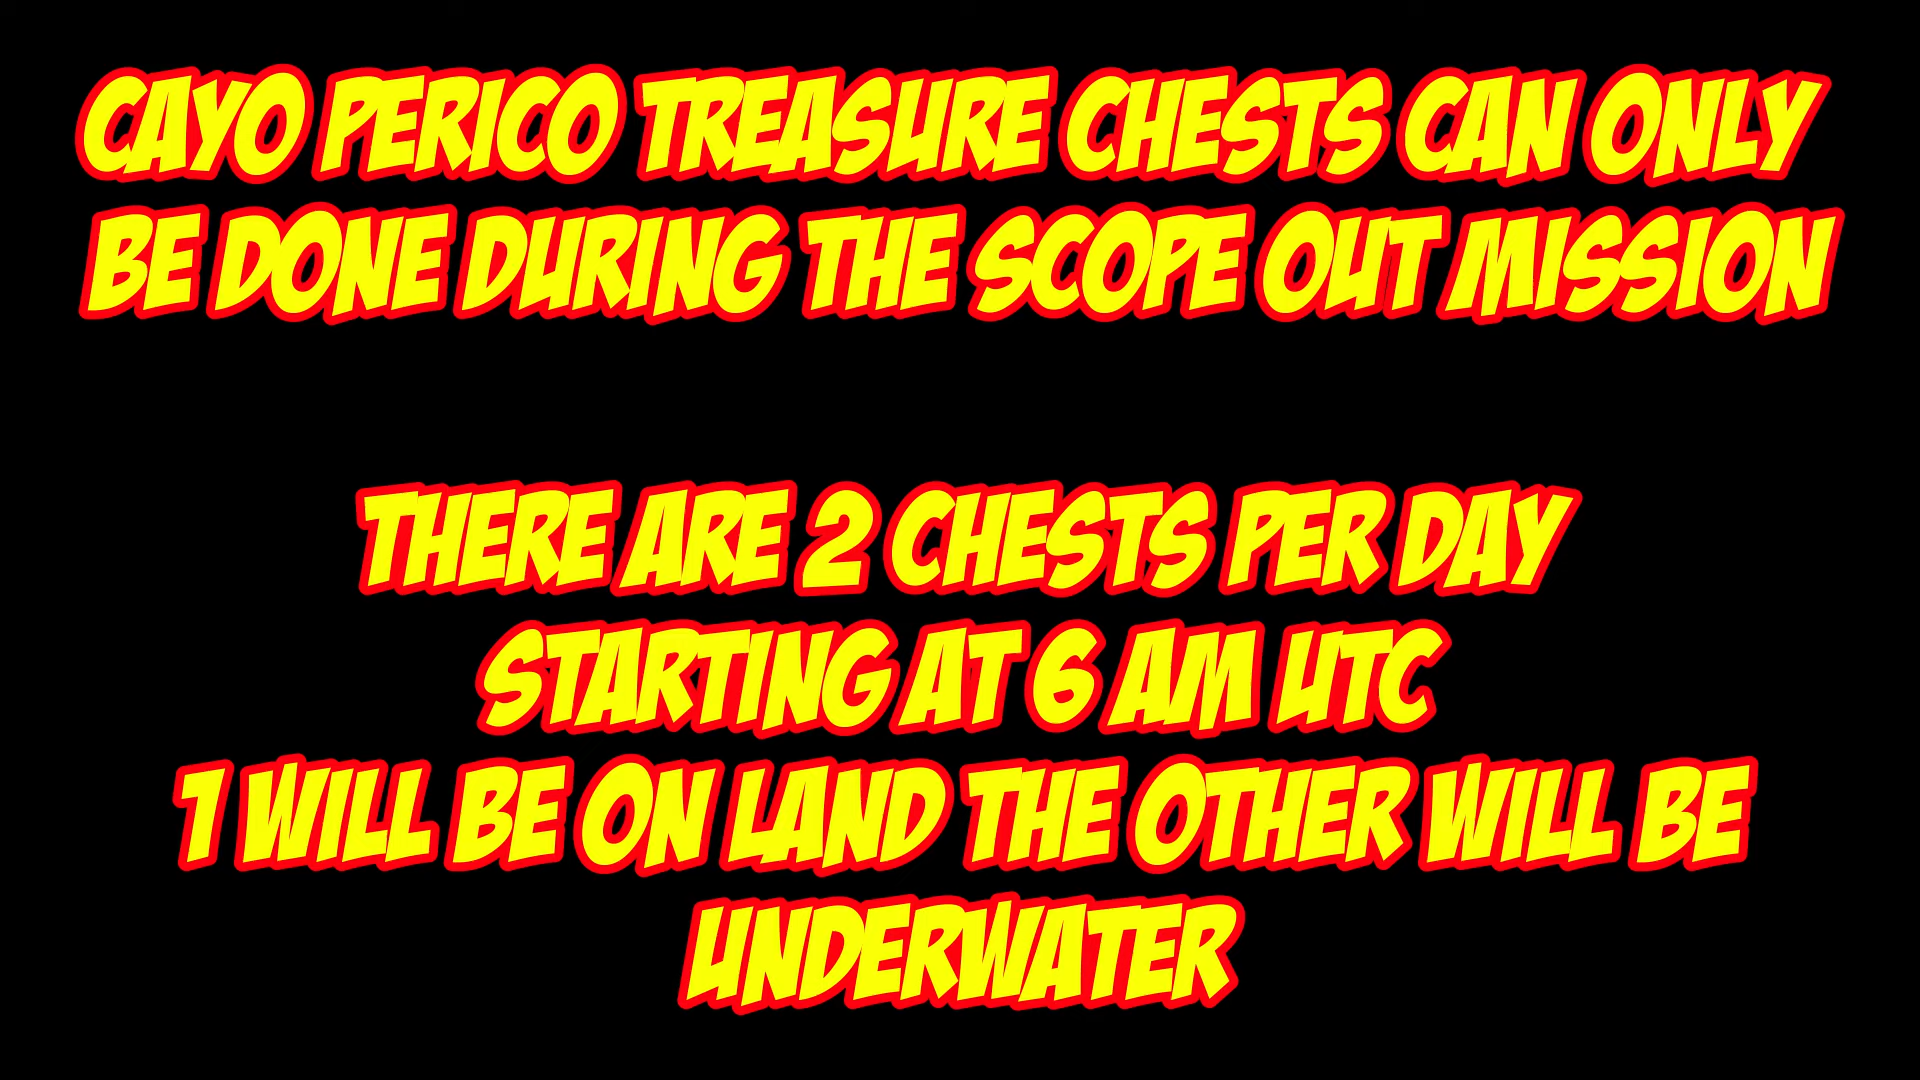 CAYO PERICO TREASURE CHESTS CAN ONLY
BE DONE DURING THE SCOPE OUT MISSION
THERE ARE 2 CHESTS PER DAY
STARTING AT 6 AM UTC
1 WILL BE ON LAND THE OTHER WILL BE
UNDERWATER